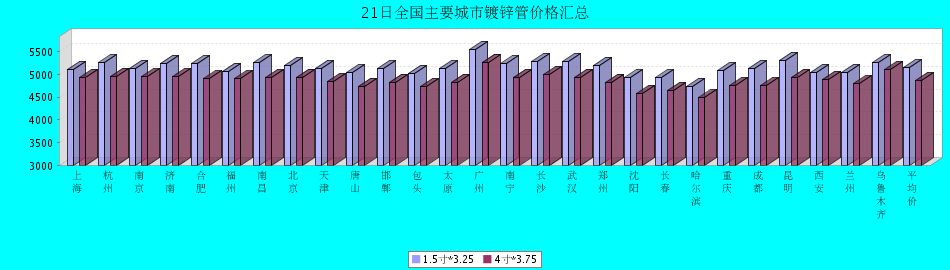 21日全国主要城市镀锌管价格汇总
5500
5000
4500
4000
3500
3000
上海
杭州
南京
济南
合肥
福州
南昌
北京
天津
唐山
邯郸
包头
太原
广州
南宁
长沙
武汉
郑州
沈阳
长春
哈尔滨
重庆
成都
昆明
西安
兰州
乌鲁木齐
平均价
1.5寸*3.25
4寸*3.75